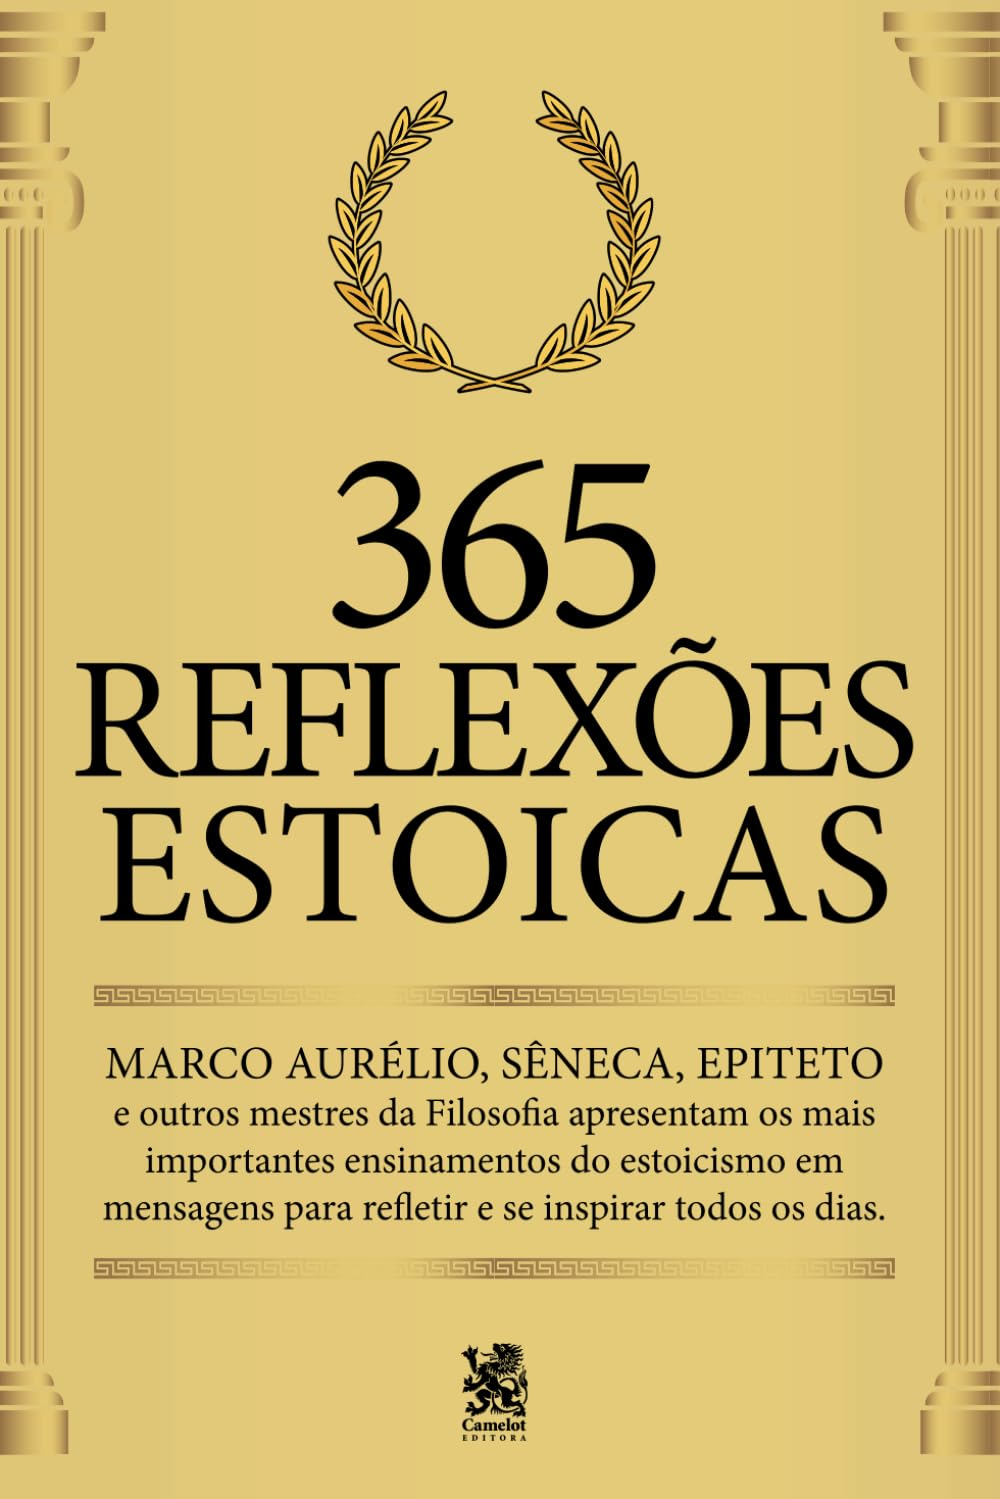 365
REFLEXÕES
ESTOICAS
MARCO AURÉLIO, SÊNECA, EPITETO
e outros mestres da Filosofia apresentam os mais
importantes ensinamentos do estoicismo em
mensagens para refletir e se inspirar todos os dias.
Camelot
EDITORA